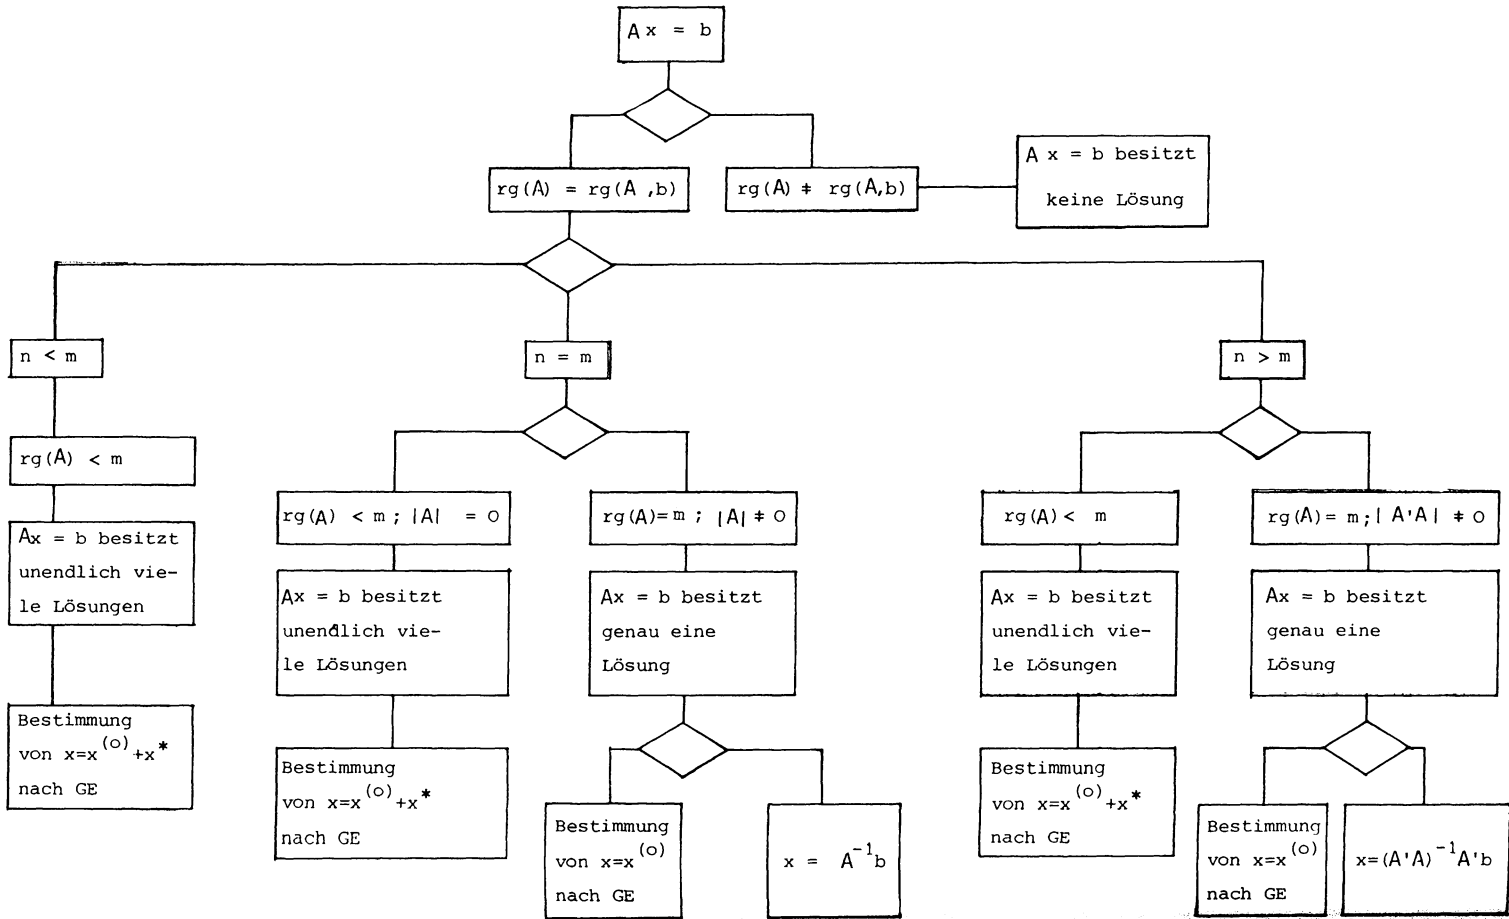 Ax = b
rg(A) = rg(A,b)
rg(A) ≠ rg(A,b)
A x = b besitzt
keine Lösung
n < m
n = m
n > m
rg(A) < m
rg(A) < m ; |A| = 0
rg(A)= m ; |A| ≠ 0
rg(A) < m
rg(A)= m ; |A'A| ≠ 0
Ax = b besitzt
unendlich vie-
le Lösungen
Ax = b besitzt
unendlich vie-
le Lösungen
Ax = b besitzt
genau eine
Lösung
Ax = b besitzt
unendlich vie-
le Lösungen
Ax = b besitzt
genau eine
Lösung
Bestimmung
von x=x^(o)+x*
nach GE
Bestimmung
von x=x^(o)+x*
nach GE
Bestimmung
von x=x^(o)
nach GE
x = A^-1b
Bestimmung
von x=x^(o)+x*
nach GE
Bestimmung
von x=x^(o)
nach GE
x=(A'A)^-1A'b